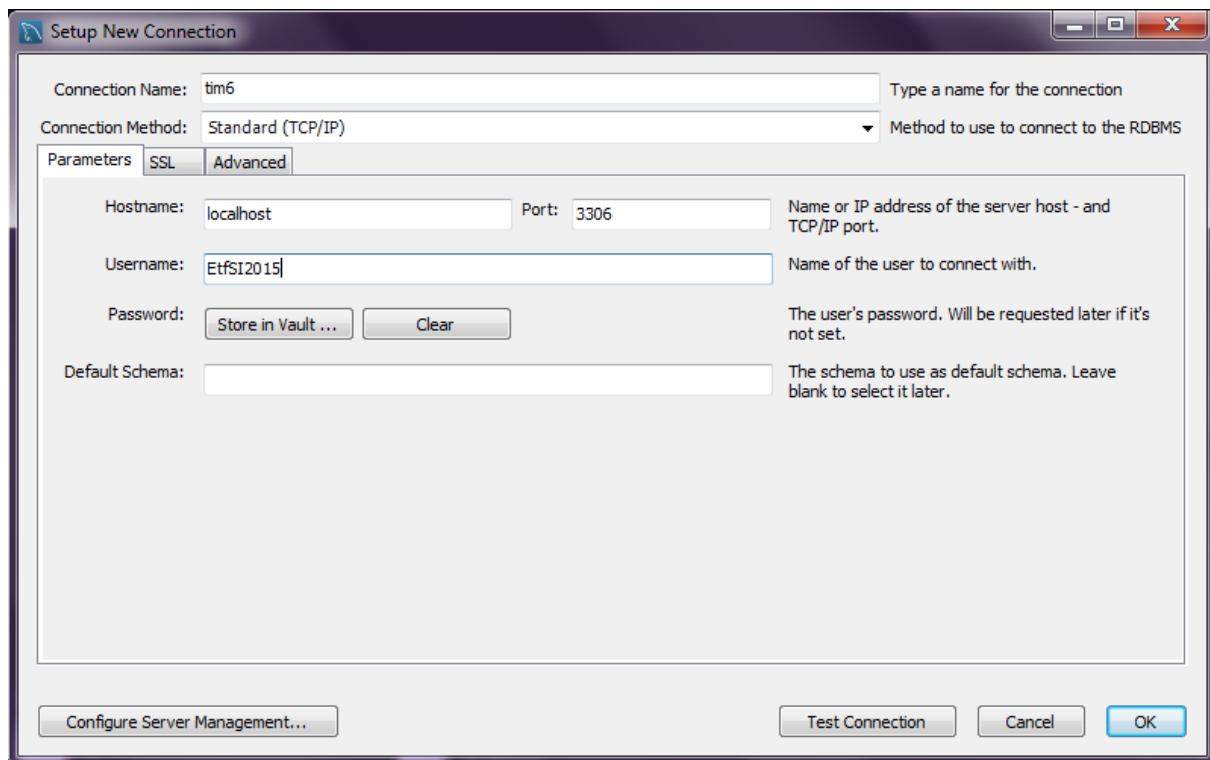 Setup New Connection
Connection Name: tim6 Type a name for the connection
Connection Method: Standard (TCP/IP) Method to use to connect to the RDBMS
Parameters SSL Advanced
Hostname: localhost Port: 3306 Name or IP address of the server host - and
TCP/IP port.
Username: EtfSI2015 Name of the user to connect with.
Password: Store in Vault ... Clear The user's password. Will be requested later if it's
not set.
Default Schema: The schema to use as default schema. Leave
blank to select it later.
Configure Server Management... Test Connection Cancel OK